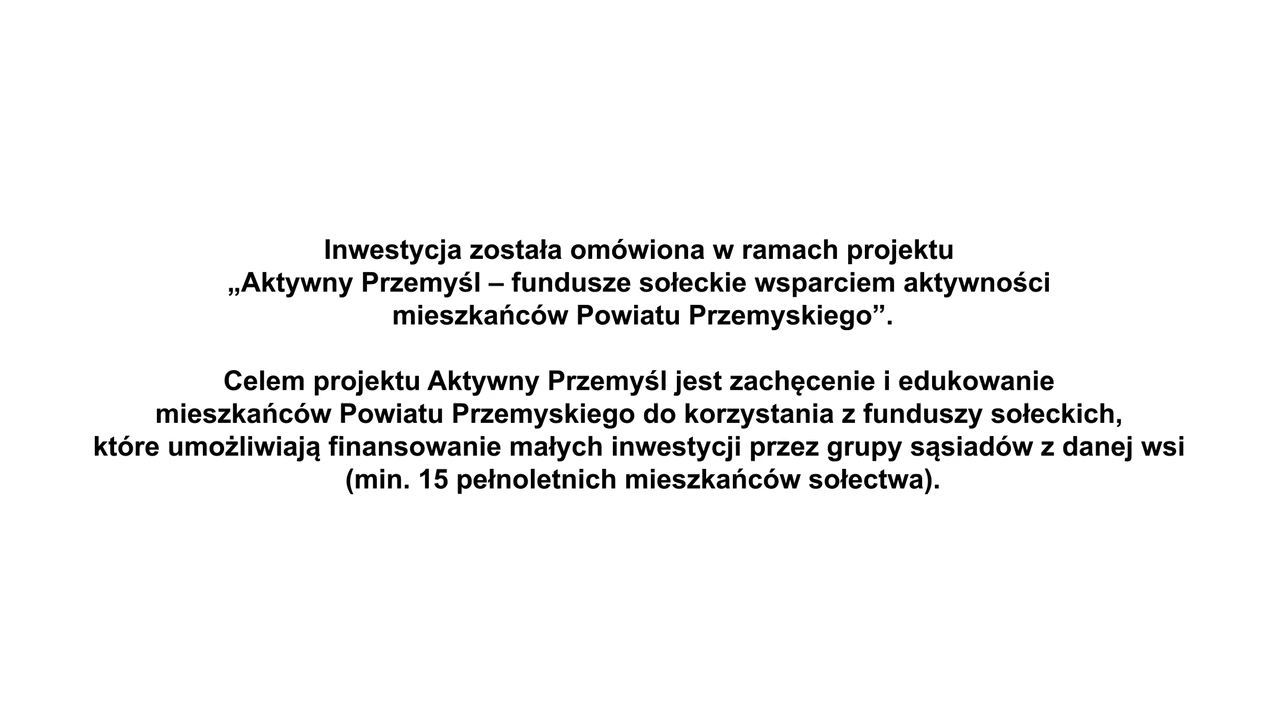 Inwestycja została omówiona w ramach projektu
„Aktywny Przemyśl – fundusze sołeckie wsparciem aktywności
mieszkańców Powiatu Przemyskiego”.
Celem projektu Aktywny Przemyśl jest zachęcenie i edukowanie
mieszkańców Powiatu Przemyskiego do korzystania z funduszy sołeckich,
które umożliwiają finansowanie małych inwestycji przez grupy sąsiadów z danej wsi
(min. 15 pełnoletnich mieszkańców sołectwa).